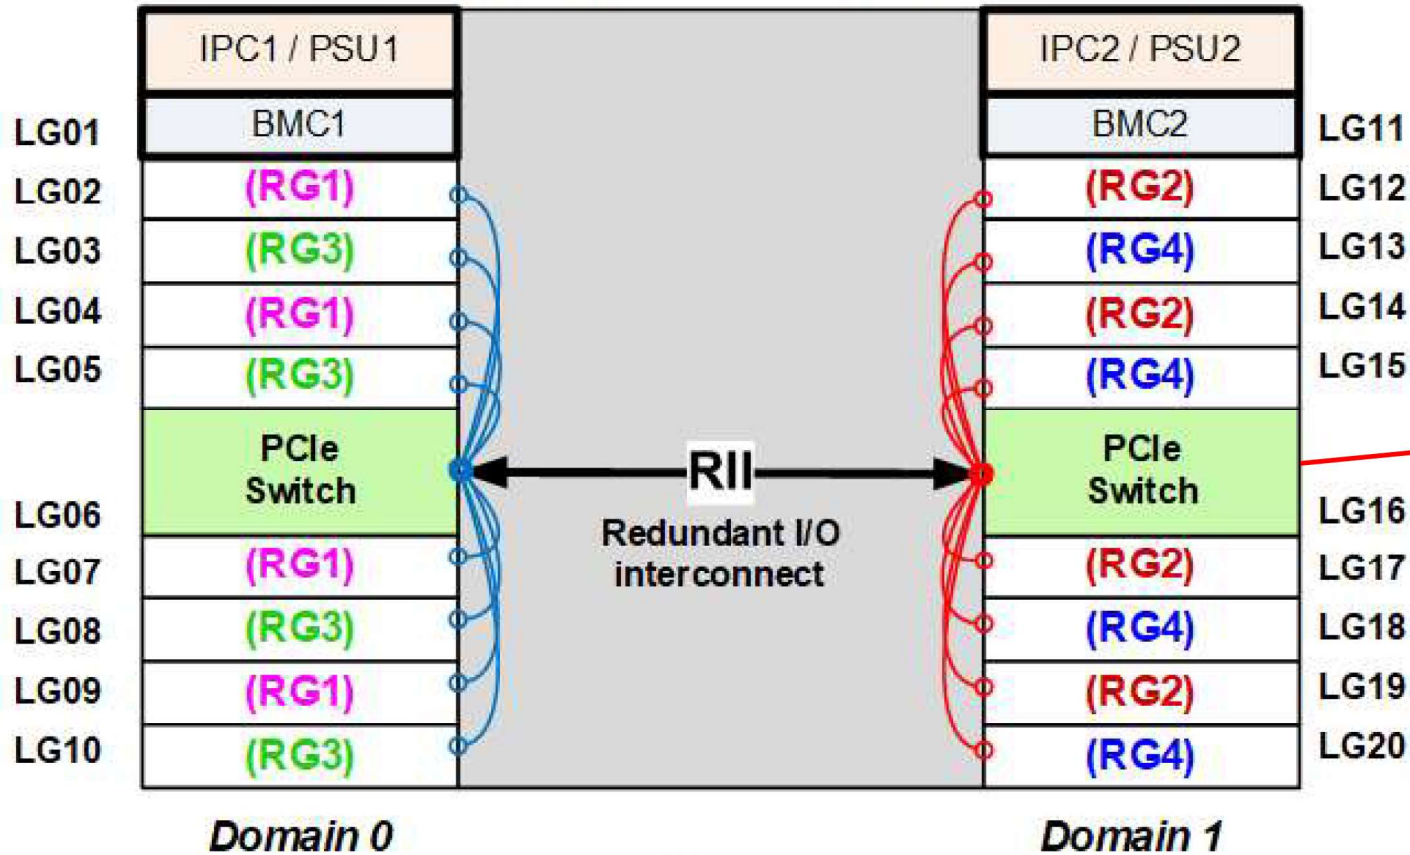 IPC1 / PSU1
IPC2 / PSU2
LG01
BMC1
BMC2
LG11
LG02
(RG1)
(RG2)
LG12
LG03
(RG3)
(RG4)
LG13
LG04
(RG1)
(RG2)
LG14
LG05
(RG3)
(RG4)
LG15
PCIe
Switch
RII
Redundant I/O
interconnect
PCIe
Switch
LG06
LG16
LG07
(RG1)
(RG2)
LG17
LG08
(RG3)
(RG4)
LG18
LG09
(RG1)
(RG2)
LG19
LG10
(RG3)
(RG4)
LG20
Domain 0
Domain 1